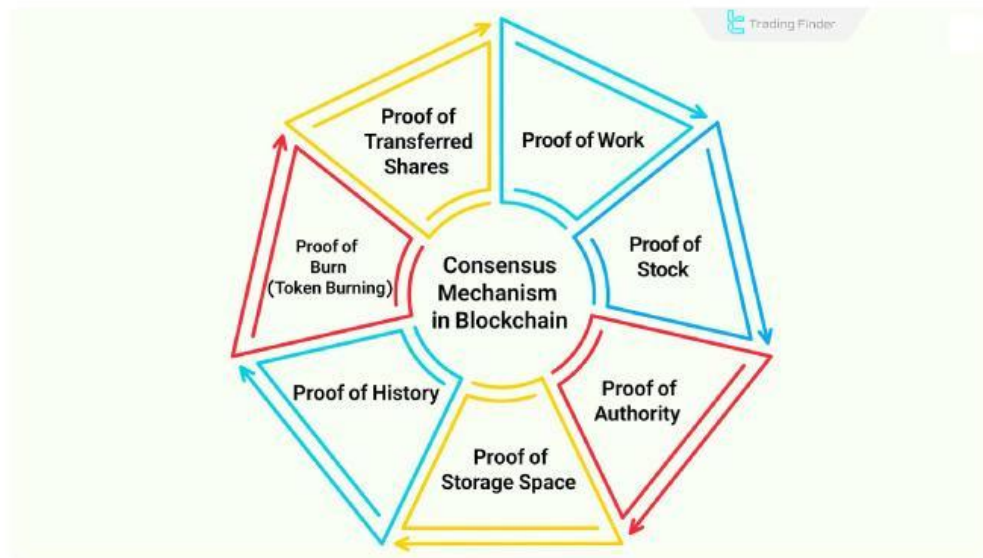 Trading Finder
Proof of
Transferred
Shares
Proof of Work
Proof of
Stock
Proof of
Authority
Proof of
Storage Space
Proof of History
Proof of
Burn
(Token Burning)
Consensus
Mechanism
in Blockchain